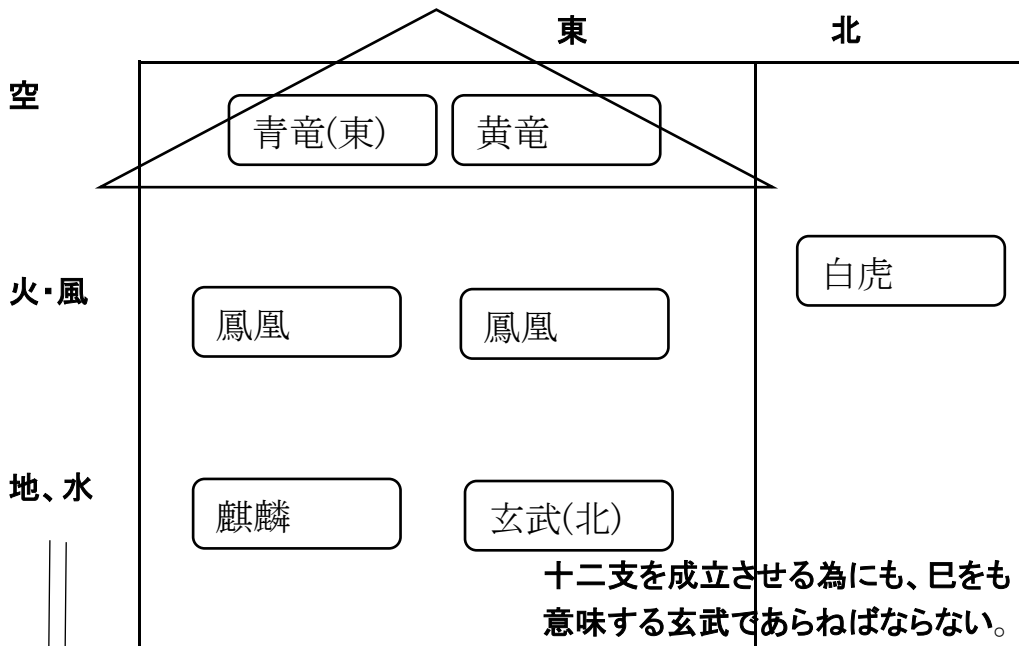 東
北
空
青竜(東)
黄竜
白虎
火・風
鳳凰
鳳凰
地、水
麒麟
玄武(北)
十二支を成立させる為にも、巳をも
意味する玄武であらねばならない。